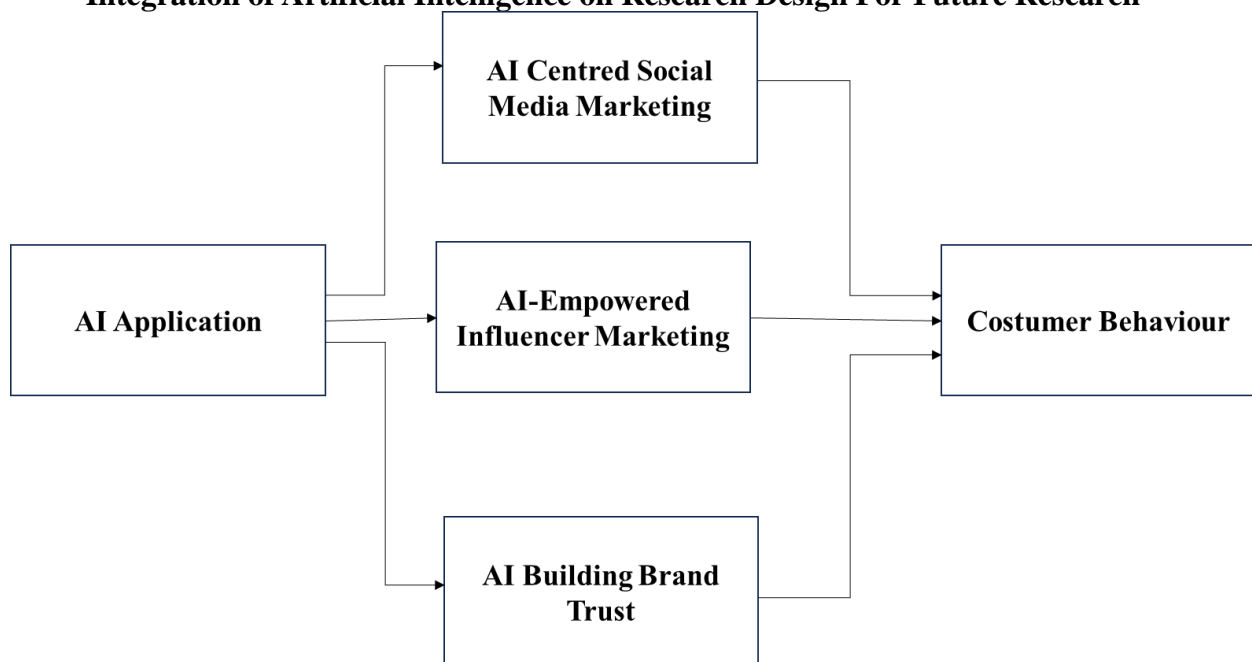 Integration of Artificial Intelligence on Research Design For Future Research
AI Centred Social
Media Marketing
AI Application
AI-Empowered
Influencer Marketing
Costumer Behaviour
AI Building Brand
Trust